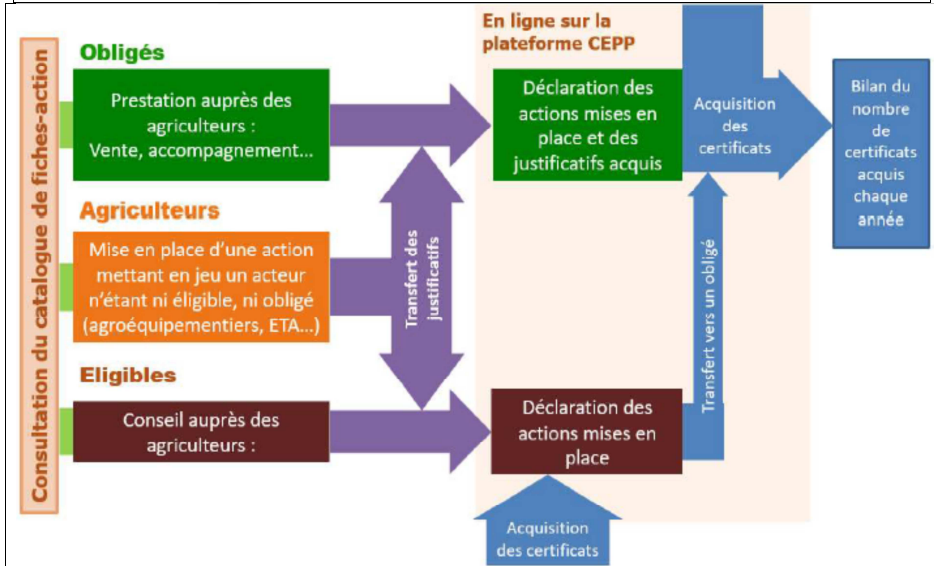 Consultation du catalogue de fiches-action
Obligés
Prestation auprès des
agriculteurs :
Vente, accompagnement...
Agriculteurs
Mise en place d'une action
mettant en jeu un acteur
n'étant ni éligible, ni obligé
(agroéquipementiers, ETA...)
Eligibles
Conseil auprès des
agriculteurs :
Transfert des
justificatifs
En ligne sur la
plateforme CEPP
Déclaration des
actions mises en
place et des
justificatifs acquis
Déclaration des
actions mises en
place
Acquisition
des certificats
Transfert vers un obligé
Acquisition
des
certificats
Bilan du
nombre
de
certificats
acquis
chaque
année